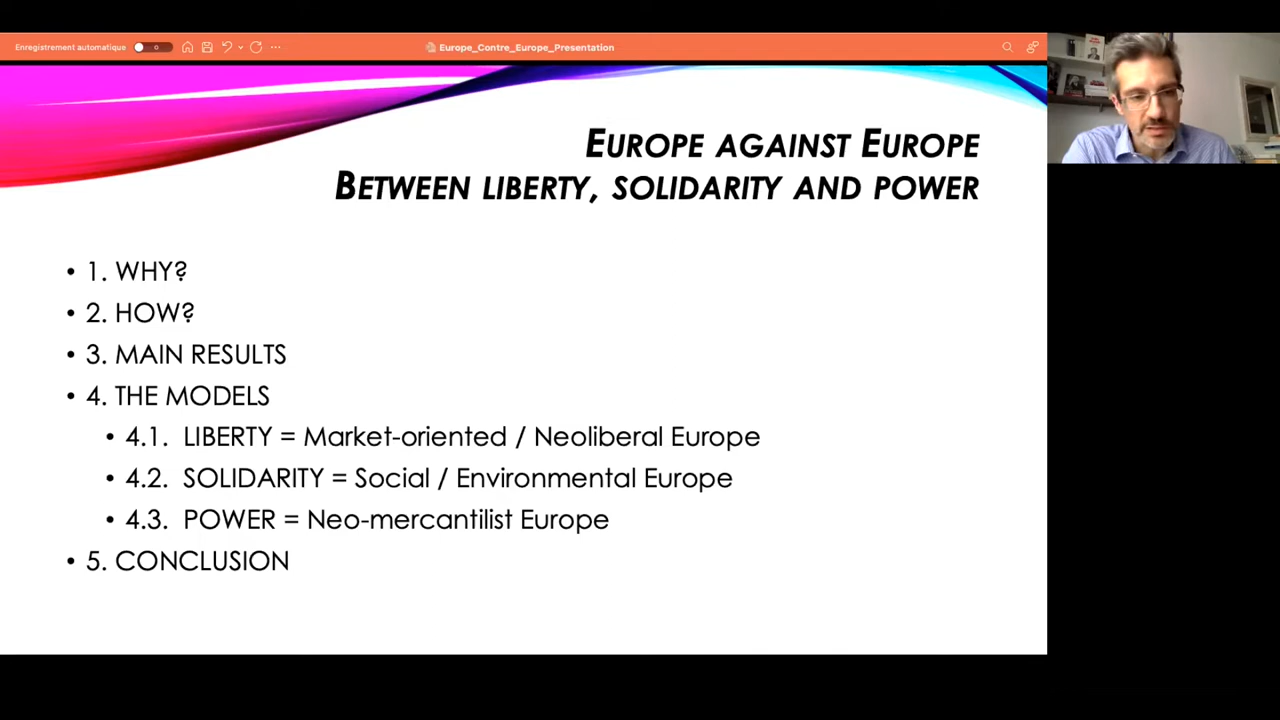 Enregistrement automatique
Europe_Contre_Europe_Presentation
EUROPE AGAINST EUROPE
BETWEEN LIBERTY, SOLIDARITY AND POWER
• 1. WHY?
• 2. HOW?
• 3. MAIN RESULTS
• 4. THE MODELS
• 4.1. LIBERTY = Market-oriented / Neoliberal Europe
• 4.2. SOLIDARITY = Social / Environmental Europe
• 4.3. POWER = Neo-mercantilist Europe
• 5. CONCLUSION